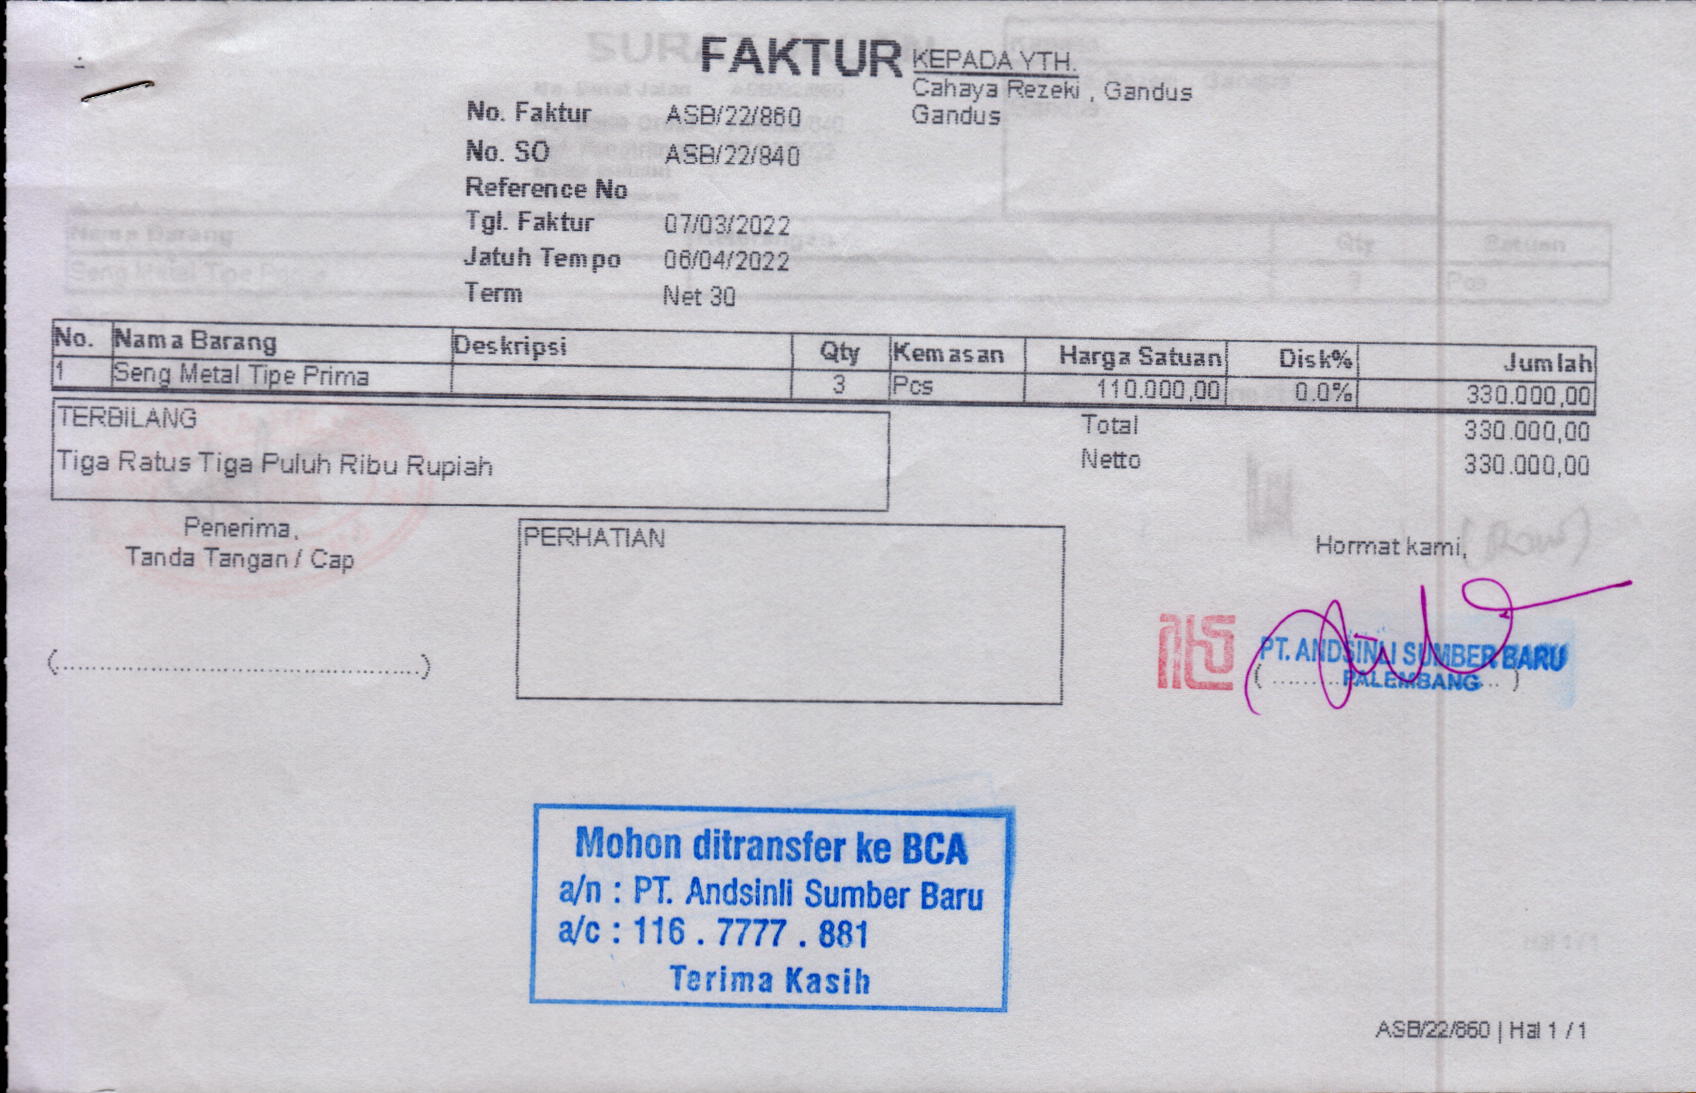 FAKTUR
KEPADA YTH.
Cahaya Rezeki , Gandus
Gandus
No. Faktur ASB/22/860
No. SO ASB/22/840
Reference No
Tgl. Faktur 07/03/2022
Jatuh Tempo 06/04/2022
Term Net 30
No. Nama Barang Deskripsi Qty Kemasan Harga Satuan Disk% Jumlah
1 Seng Metal Tipe Prima 3 Pcs 110.000,00 0.0% 330.000,00
TERBILANG
Tiga Ratus Tiga Puluh Ribu Rupiah
Total 330.000,00
Netto 330.000,00
Penerima,
Tanda Tangan / Cap
(..........................................)
PERHATIAN
Hormat kami,
PT. ANDSINLI SUMBER BARU
PALEMBANG
Mohon ditransfer ke BCA
a/n : PT. Andsinli Sumber Baru
a/c : 116 . 7777 . 881
Terima Kasih
ASB/22/860 | Hal 1 / 1